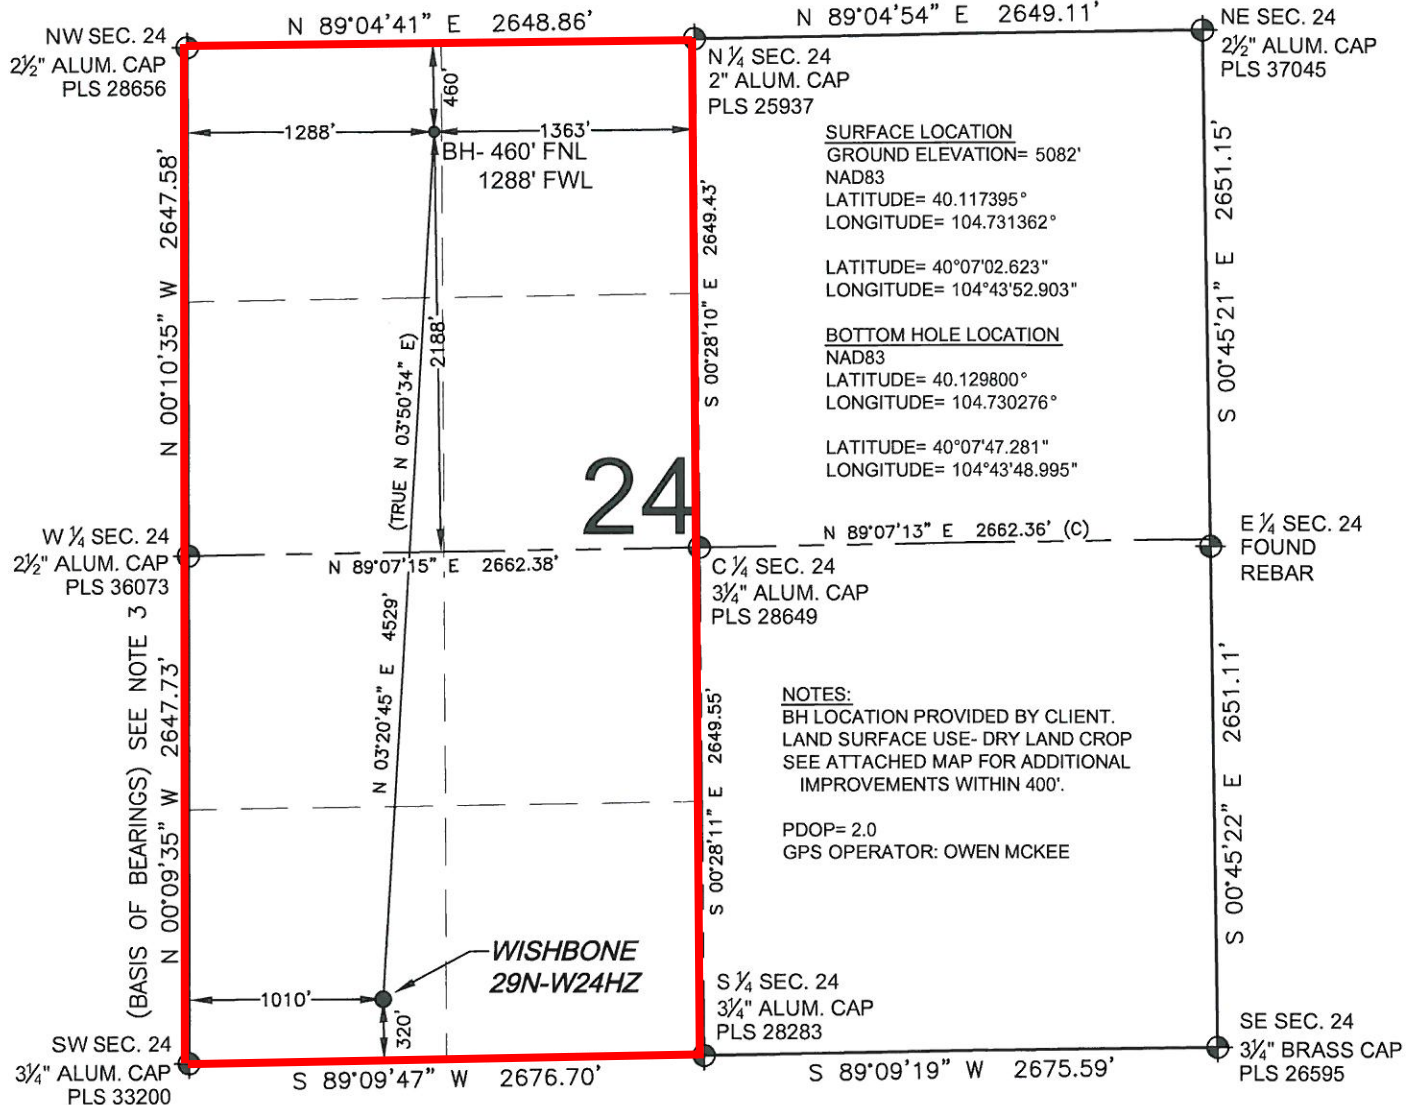 N 89°04'41" E 2648.86'
N 89°04'54" E 2649.11'
NW SEC. 24
2½" ALUM. CAP
PLS 28656
N ¼ SEC. 24
2" ALUM. CAP
PLS 25937
NE SEC. 24
2½" ALUM. CAP
PLS 37045
460'
1288'
1363'
BH- 460' FNL
1288' FWL
SURFACE LOCATION
GROUND ELEVATION= 5082'
NAD83
LATITUDE= 40.117395°
LONGITUDE= 104.731362°
LATITUDE= 40°07'02.623"
LONGITUDE= 104°43'52.903"
BOTTOM HOLE LOCATION
NAD83
LATITUDE= 40.129800°
LONGITUDE= 104.730276°
LATITUDE= 40°07'47.281"
LONGITUDE= 104°43'48.995"
N 00°10'35" W 2647.58'
(TRUE N 03°50'34" E)
2188'
S 00°28'10" E 2649.43'
S 00°45'21" E 2651.15'
24
W ¼ SEC. 24
2½" ALUM. CAP
PLS 36073
N 89°07'15" E 2662.38'
C ¼ SEC. 24
3¼" ALUM. CAP
PLS 28649
N 89°07'13" E 2662.36' (C)
E ¼ SEC. 24
FOUND
REBAR
(BASIS OF BEARINGS) SEE NOTE 3
N 00°09'35" W 2647.73'
N 03°20'45" E 4529'
S 00°28'11" E 2649.55'
S 00°45'22" E 2651.11'
NOTES:
BH LOCATION PROVIDED BY CLIENT.
LAND SURFACE USE- DRY LAND CROP
SEE ATTACHED MAP FOR ADDITIONAL
IMPROVEMENTS WITHIN 400'.
PDOP= 2.0
GPS OPERATOR: OWEN MCKEE
WISHBONE
29N-W24HZ
1010'
320'
SW SEC. 24
3¼" ALUM. CAP
PLS 33200
S 89°09'47" W 2676.70'
S ¼ SEC. 24
3¼" ALUM. CAP
PLS 28283
S 89°09'19" W 2675.59'
SE SEC. 24
3¼" BRASS CAP
PLS 26595